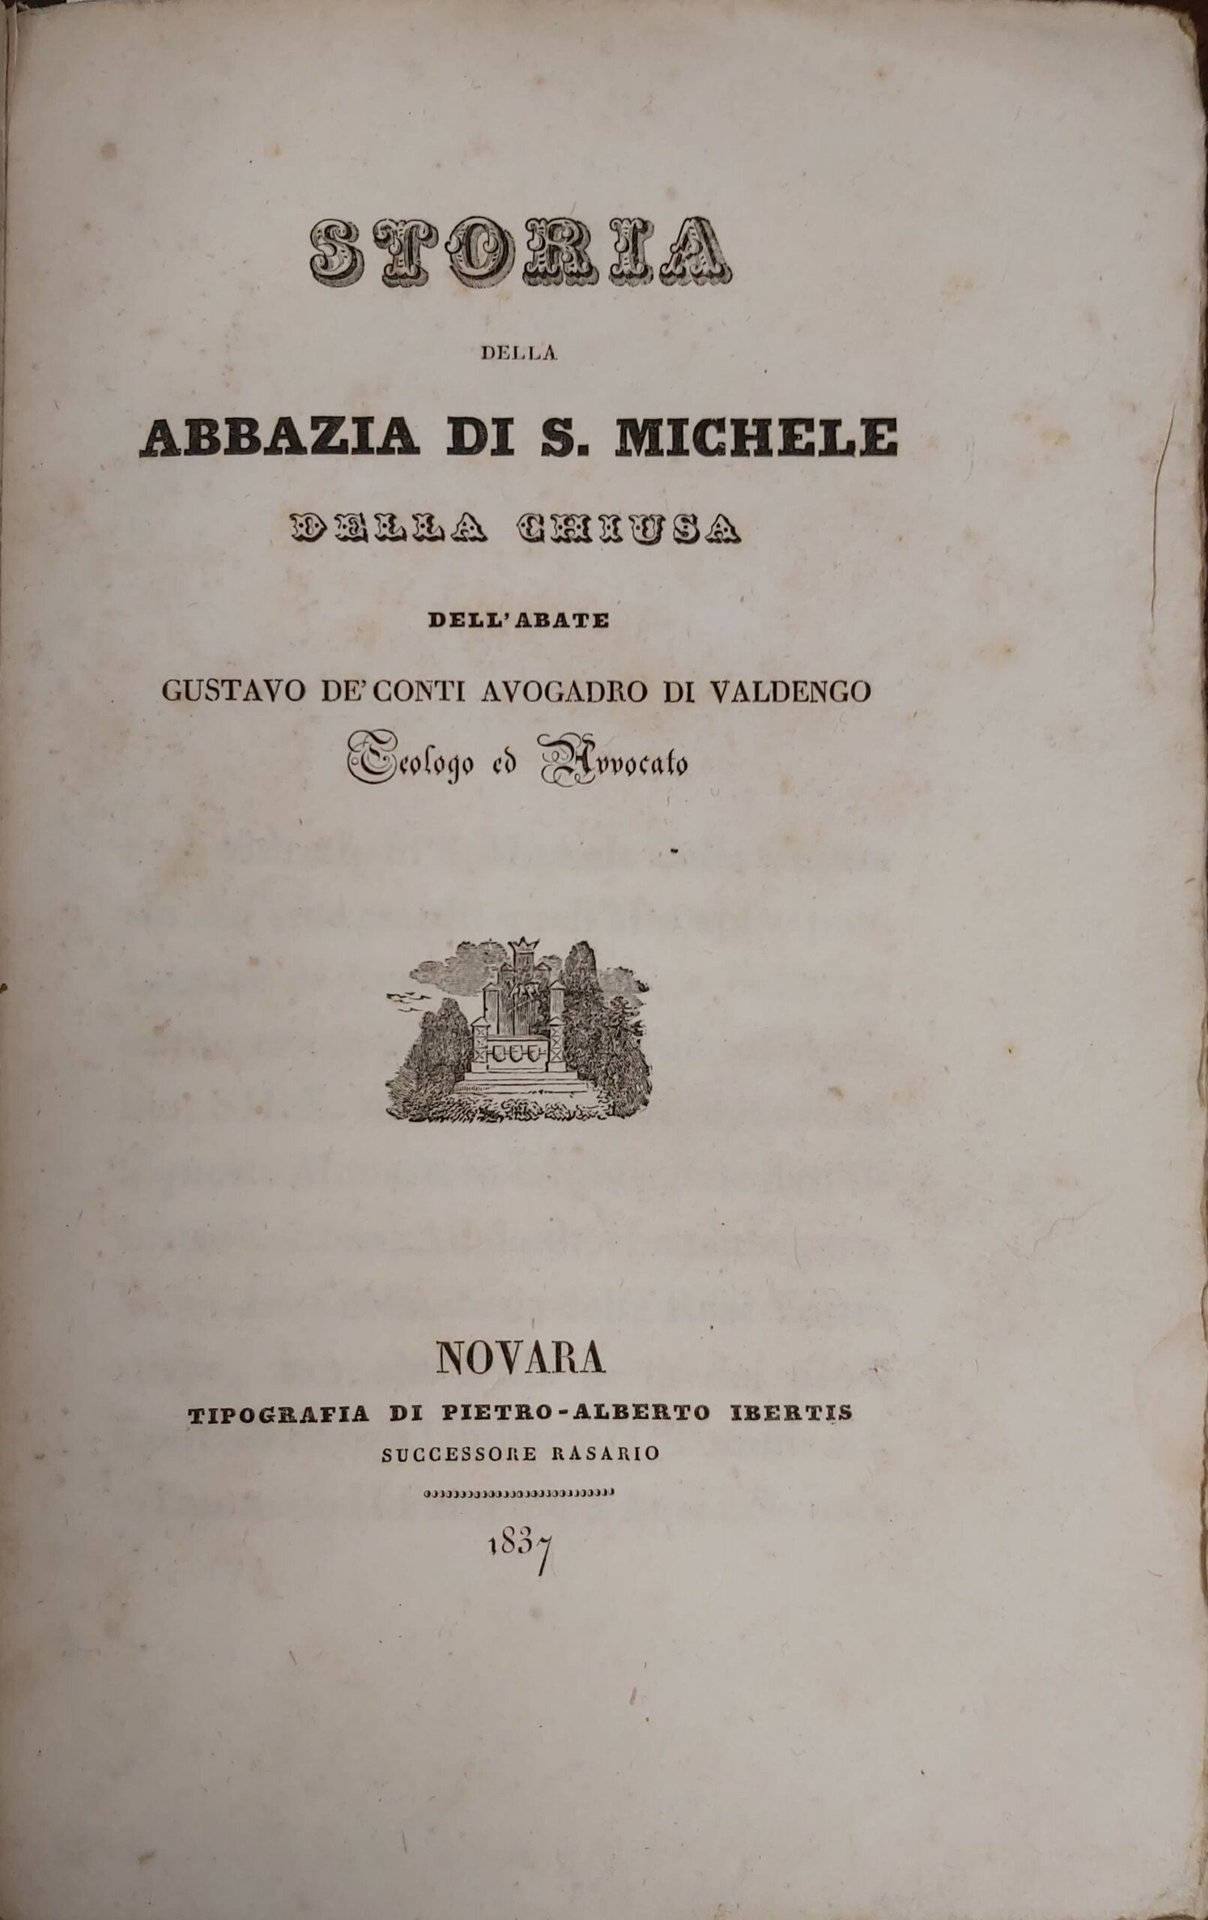 STORIA
DELLA
ABBAZIA DI S. MICHELE
DELLA CHIUSA
DELL'ABATE
GUSTAVO DE' CONTI AVOGADRO DI VALDENGO
Teologo ed Avvocato
NOVARA
TIPOGRAFIA DI PIETRO-ALBERTO IBERTIS
SUCCESSORE RASARIO
1837